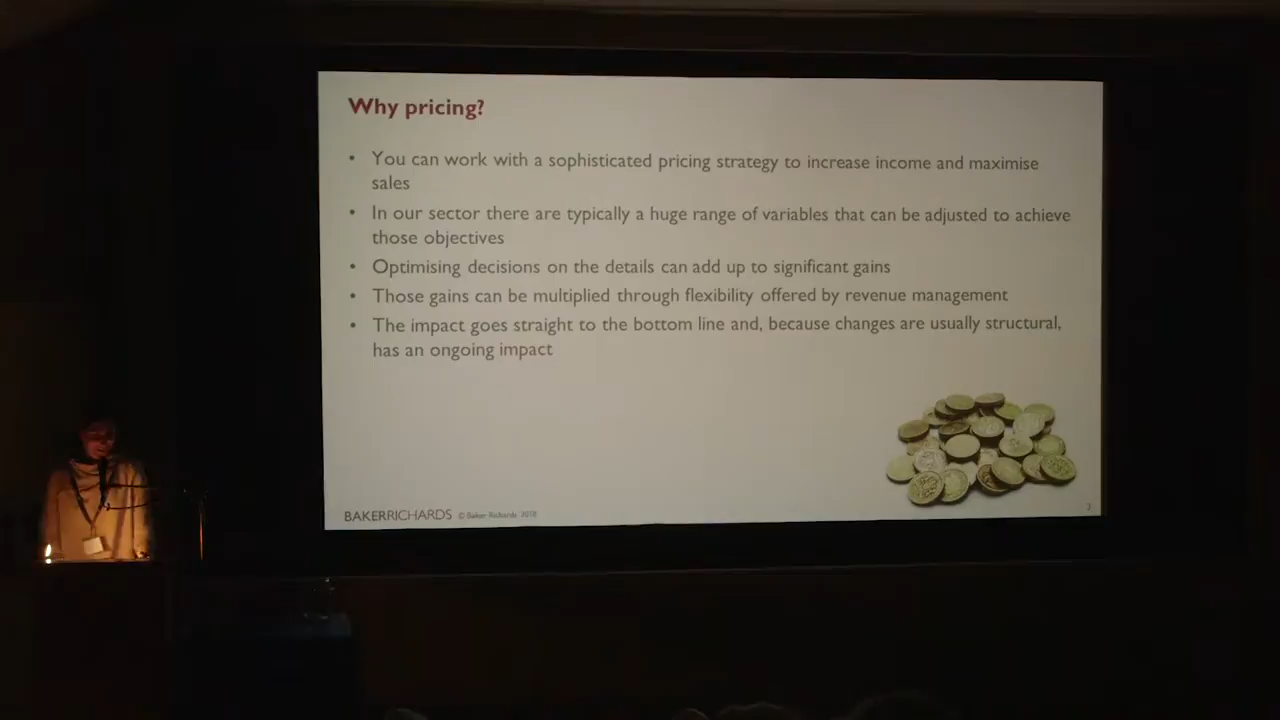 Why pricing?
• You can work with a sophisticated pricing strategy to increase income and maximise
sales
• In our sector there are typically a huge range of variables that can be adjusted to achieve
those objectives
• Optimising decisions on the details can add up to significant gains
• Those gains can be multiplied through flexibility offered by revenue management
• The impact goes straight to the bottom line and, because changes are usually structural,
has an ongoing impact
BAKERRICHARDS © Baker Richards 2018